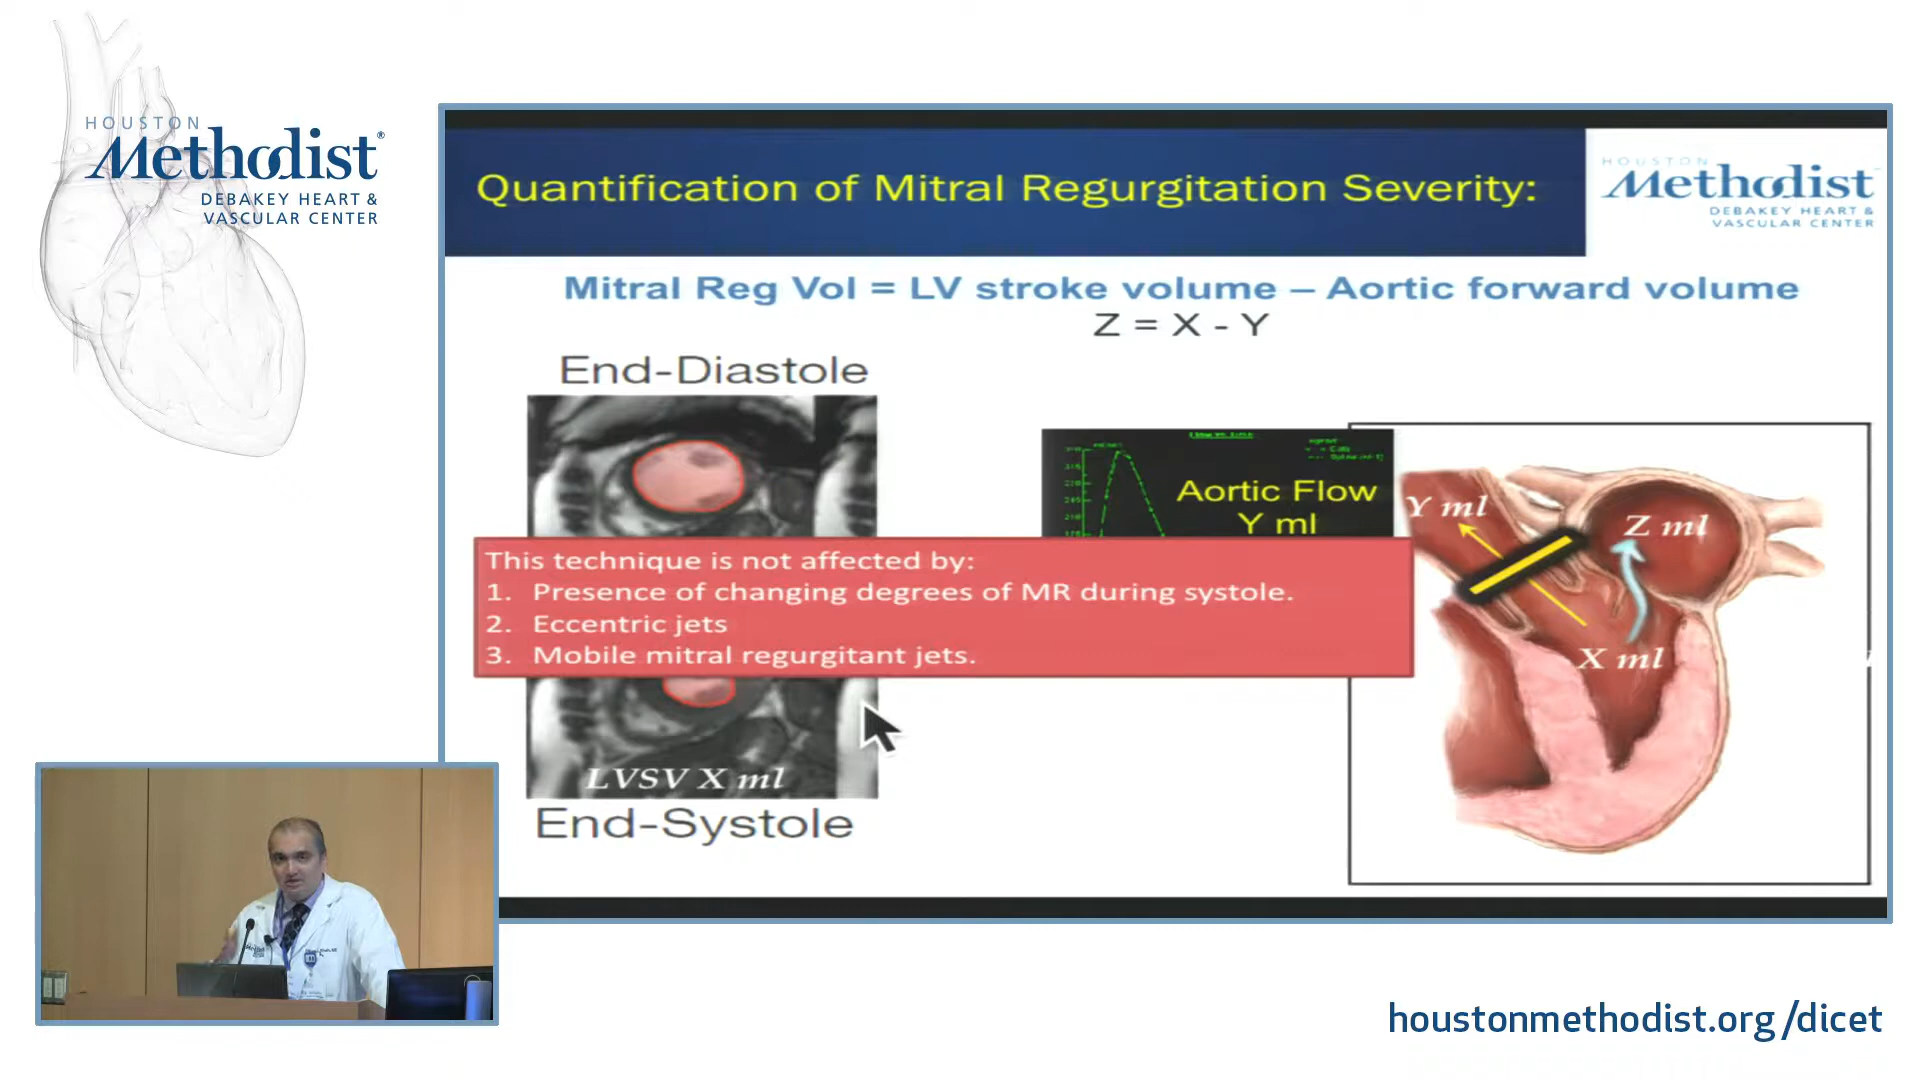 HOUSTON
Methodist®
DEBAKEY HEART &
VASCULAR CENTER
Quantification of Mitral Regurgitation Severity:
HOUSTON
Methodist
DEBAKEY HEART &
VASCULAR CENTER
Mitral Reg Vol = LV stroke volume – Aortic forward volume
Z = X - Y
End-Diastole
Aortic Flow
Y ml
Y ml
Z ml
X ml
This technique is not affected by:
1. Presence of changing degrees of MR during systole.
2. Eccentric jets
3. Mobile mitral regurgitant jets.
LVSV X ml
End-Systole
houstonmethodist.org/dicet